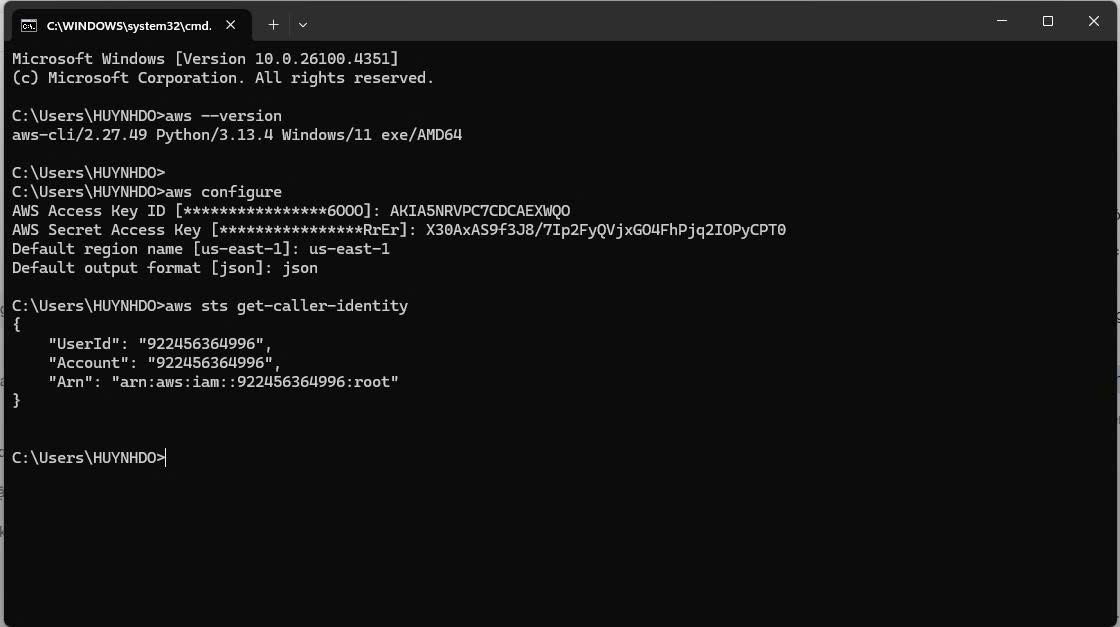 C:\WINDOWS\system32\cmd.
Microsoft Windows [Version 10.0.26100.4351]
(c) Microsoft Corporation. All rights reserved.
C:\Users\HUYNHDO>aws --version
aws-cli/2.27.49 Python/3.13.4 Windows/11 exe/AMD64
C:\Users\HUYNHDO>
C:\Users\HUYNHDO>aws configure
AWS Access Key ID [****************6OOO]: AKIA5NRVPC7CDCAEXWQO
AWS Secret Access Key [****************RrEr]: 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
Default region name [us-east-1]: us-east-1
Default output format [json]: json
C:\Users\HUYNHDO>aws sts get-caller-identity
{
    "UserId": "922456364996",
    "Account": "922456364996",
    "Arn": "arn:aws:iam::922456364996:root"
}
C:\Users\HUYNHDO>